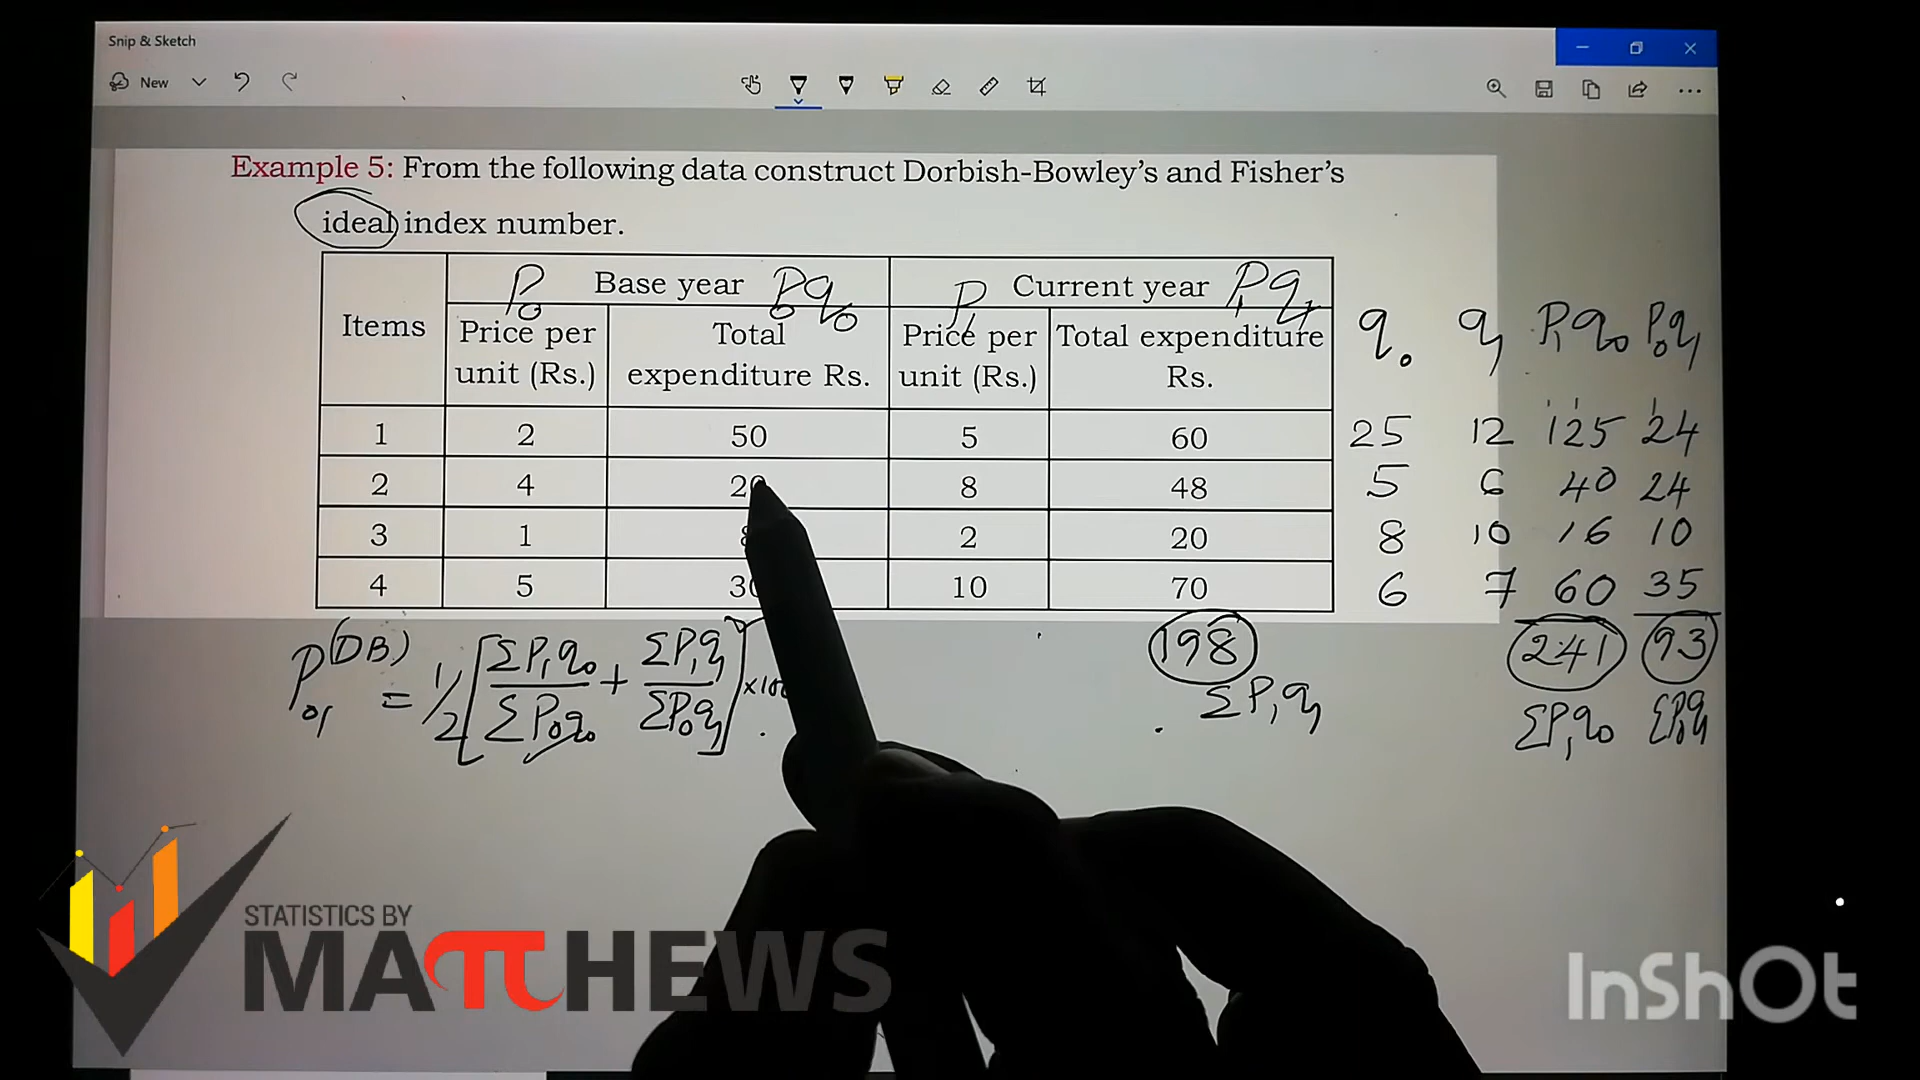 Snip & Sketch
New
Example 5: From the following data construct Dorbish-Bowley's and Fisher's
ideal index number.
P₀ Base year P₀q₀ P₁ Current year P₁q₁
Items Price per unit (Rs.) Total expenditure Rs. Price per unit (Rs.) Total expenditure Rs. q₀ q₁ P₁q₀ P₀q₁
1 2 50 5 60 25 12 125 24
2 4 20 8 48 5 6 40 24
3 1 2 20 8 10 16 10
4 5 30 10 70 6 7 60 35
198 241 93
P₀₁(DB) = 1/2 [ΣP₁q₀/ΣP₀q₀ + ΣP₁q₁/ΣP₀q₁] ΣP₁q₁ ΣP₁q₀ ΣP₀q₁
STATISTICS BY
MATTHEWS
InShOt